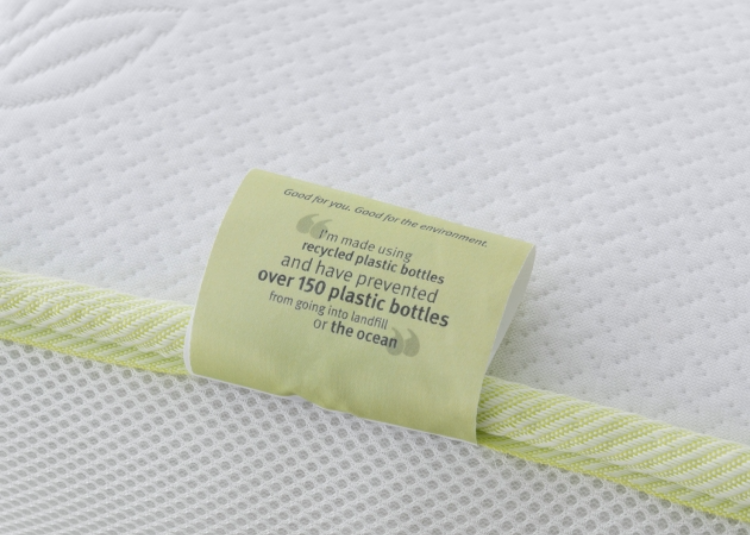 Good for you. Good for the environment.
“I'm made using
recycled plastic bottles
and have prevented
over 150 plastic bottles
from going into landfill
or the ocean”